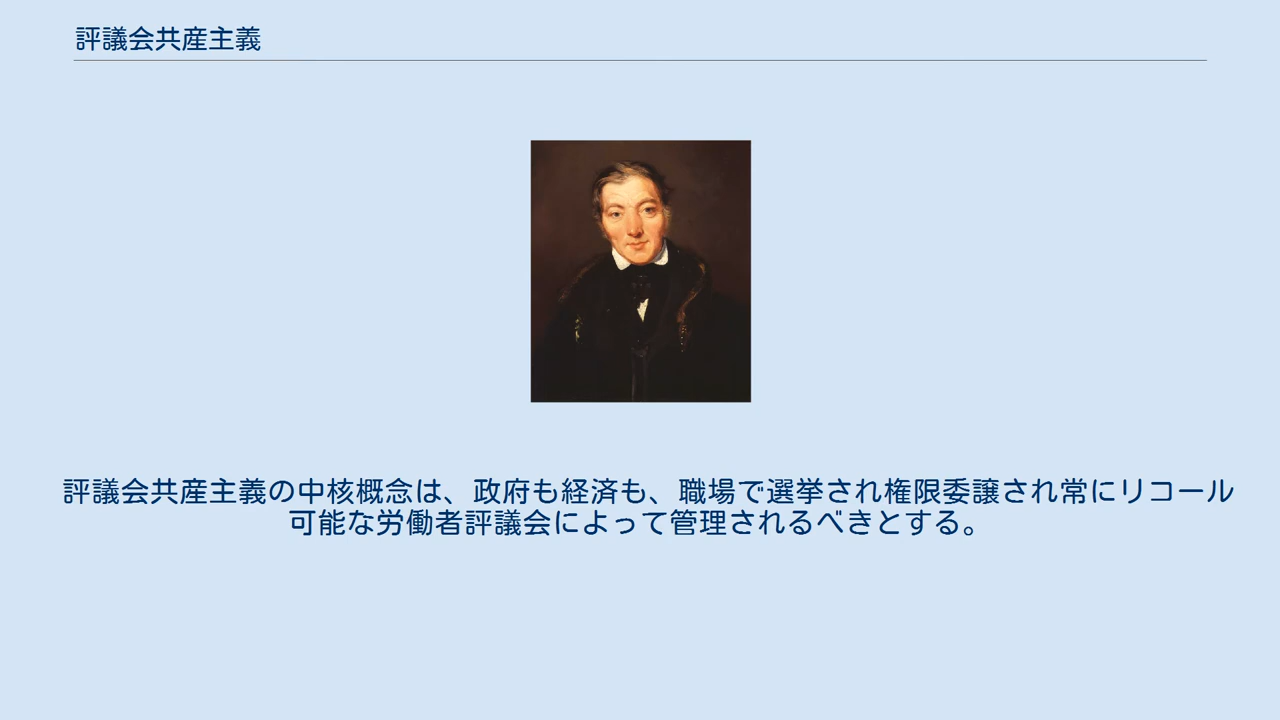 評議会共産主義
評議会共産主義の中核概念は、政府も経済も、職場で選挙され権限委譲され常にリコール
可能な労働者評議会によって管理されるべきとする。